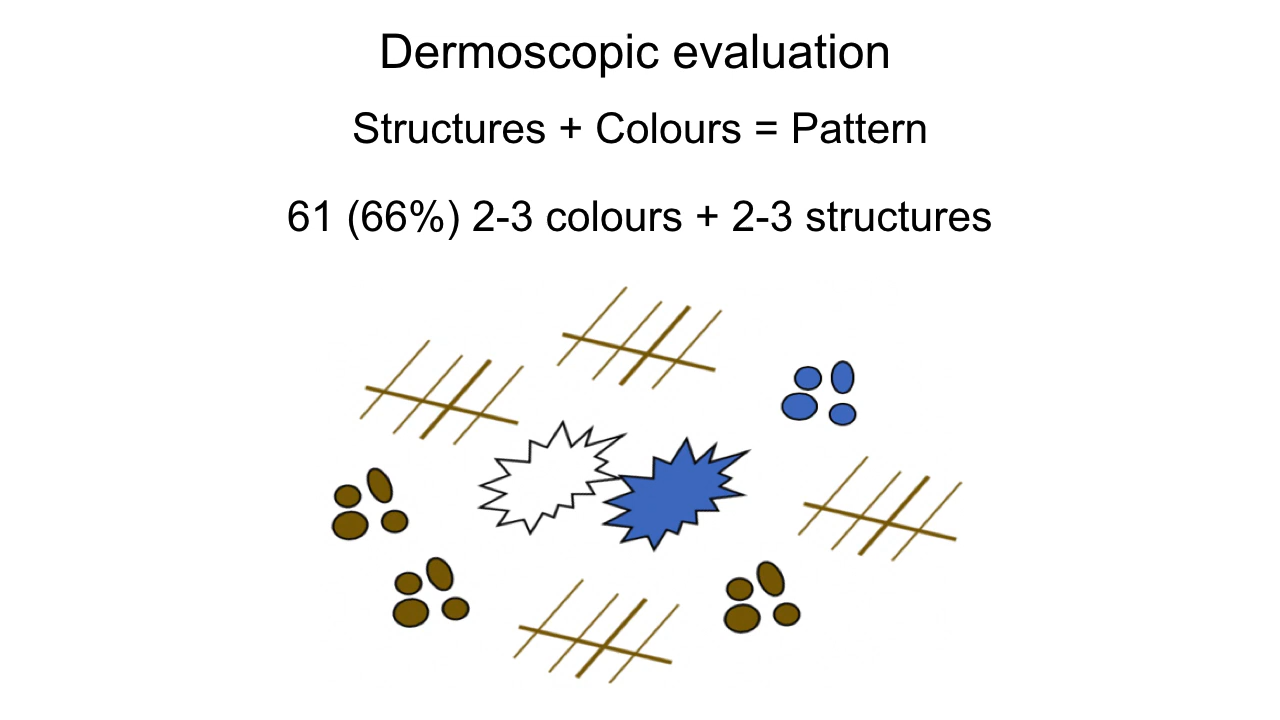 Dermoscopic evaluation
Structures + Colours = Pattern
61 (66%) 2-3 colours + 2-3 structures